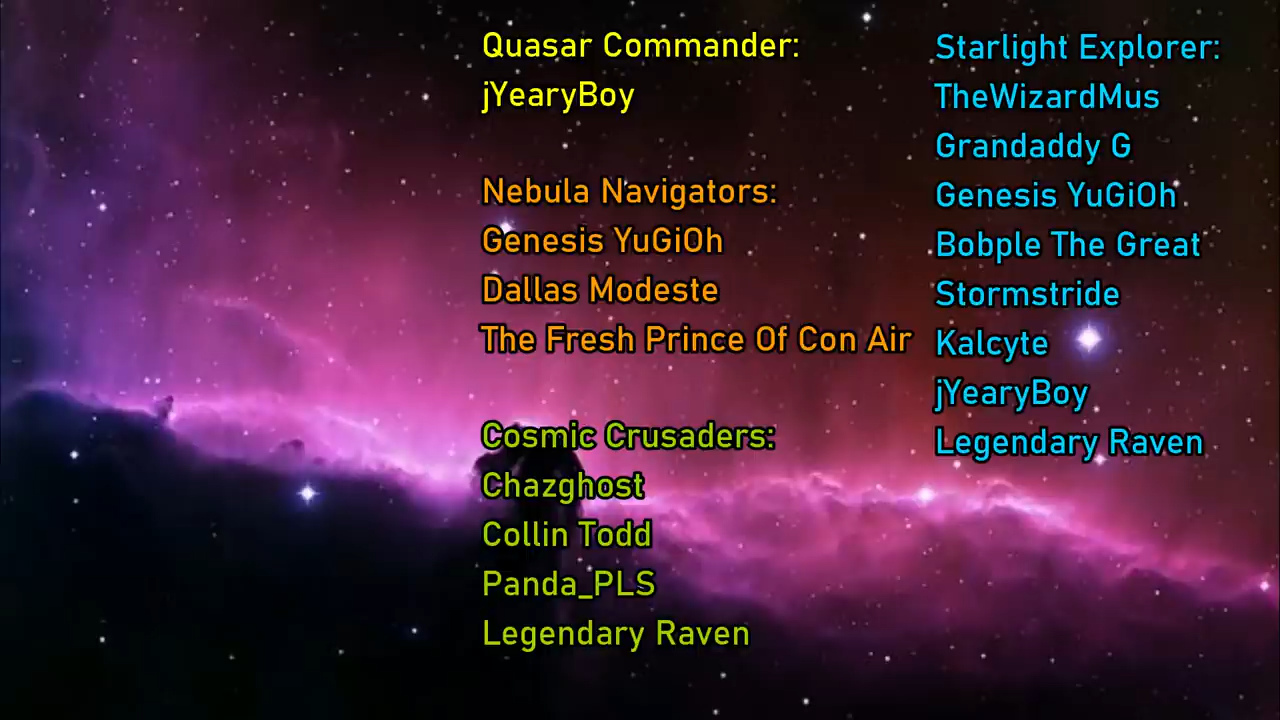 Quasar Commander:
jYearyBoy
Nebula Navigators:
Genesis YuGiOh
Dallas Modeste
The Fresh Prince Of Con Air
Cosmic Crusaders:
Chazghost
Collin Todd
Panda_PLS
Legendary Raven
Starlight Explorer:
TheWizardMus
Grandaddy G
Genesis YuGiOh
Bobple The Great
Stormstride
Kalcyte
jYearyBoy
Legendary Raven